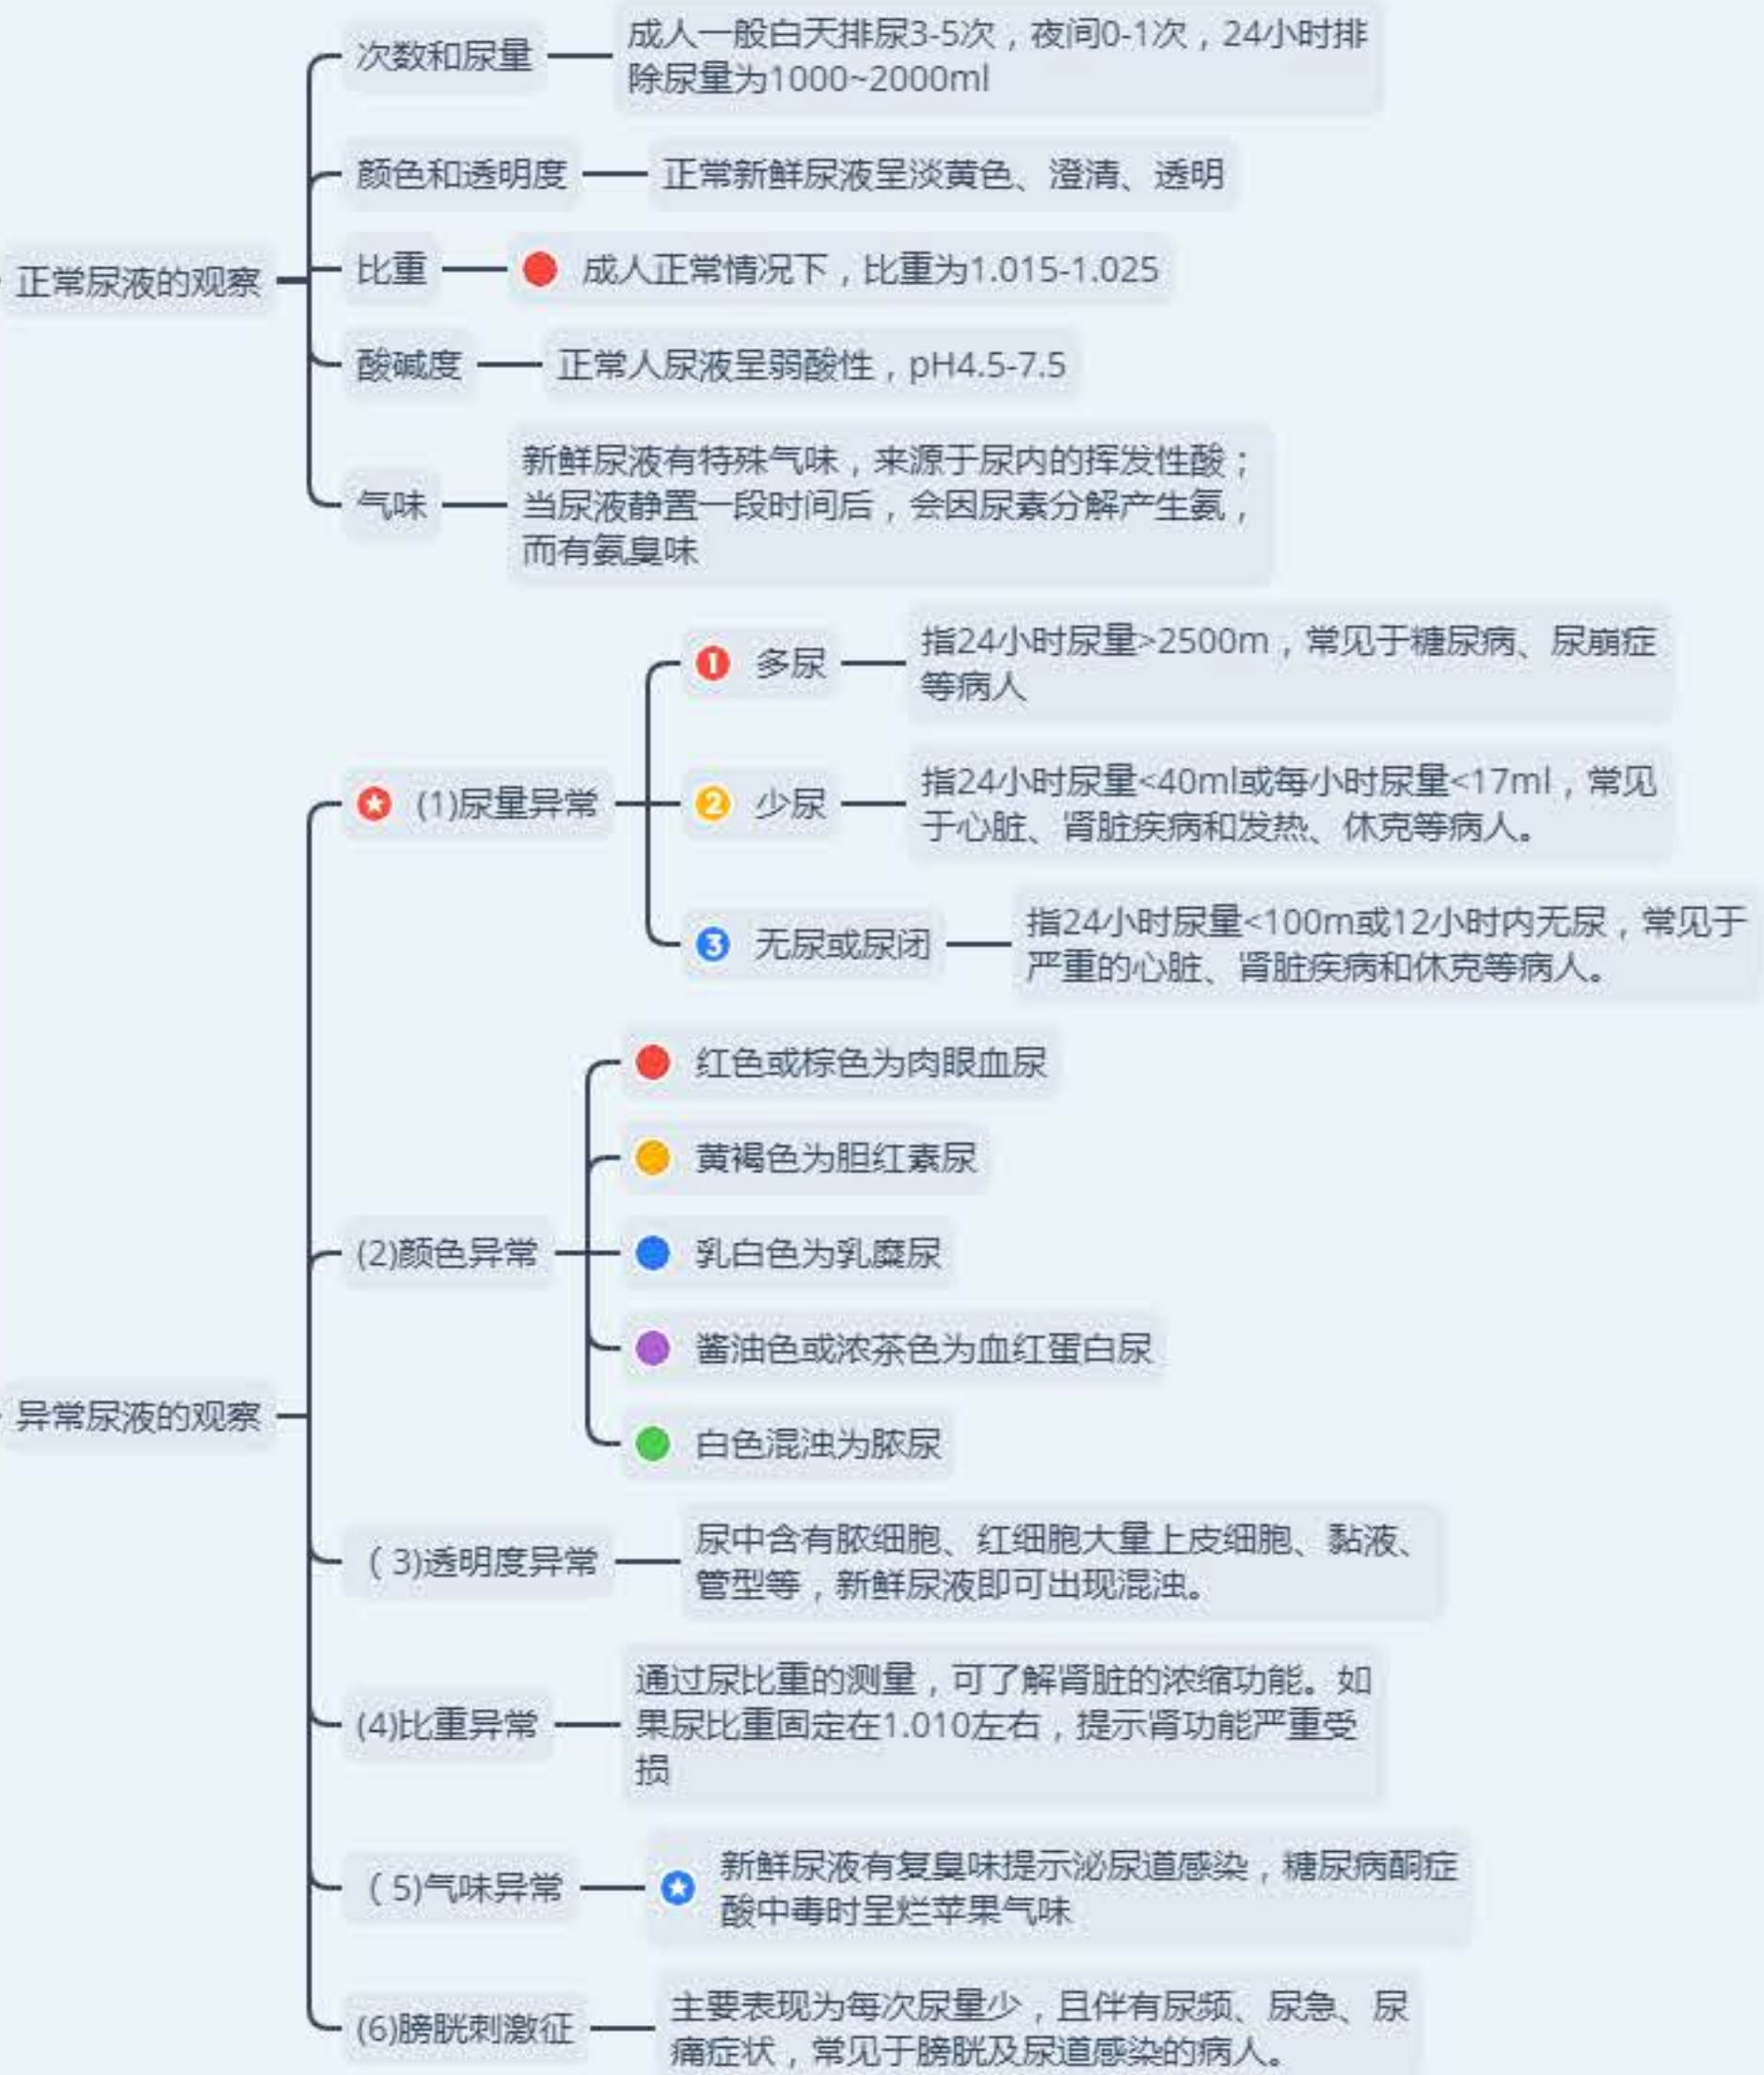 正常尿液的观察
次数和尿量
成人一般白天排尿3-5次，夜间0-1次，24小时排
除尿量为1000~2000ml
颜色和透明度
正常新鲜尿液呈淡黄色、澄清、透明
比重
成人正常情况下，比重为1.015-1.025
酸碱度
正常人尿液呈弱酸性，pH4.5-7.5
气味
新鲜尿液有特殊气味，来源于尿内的挥发性酸；
当尿液静置一段时间后，会因尿素分解产生氨，
而有氨臭味
异常尿液的观察
(1)尿量异常
1 多尿
指24小时尿量>2500m，常见于糖尿病、尿崩症
等病人
2 少尿
指24小时尿量<40ml或每小时尿量<17ml，常见
于心脏、肾脏疾病和发热、休克等病人。
3 无尿或尿闭
指24小时尿量<100m或12小时内无尿，常见于
严重的心脏、肾脏疾病和休克等病人。
(2)颜色异常
红色或棕色为肉眼血尿
黄褐色为胆红素尿
乳白色为乳糜尿
酱油色或浓茶色为血红蛋白尿
白色混浊为脓尿
（3)透明度异常
尿中含有脓细胞、红细胞大量上皮细胞、黏液、
管型等，新鲜尿液即可出现混浊。
(4)比重异常
通过尿比重的测量，可了解肾脏的浓缩功能。如
果尿比重固定在1.010左右，提示肾功能严重受
损
（5)气味异常
新鲜尿液有复臭味提示泌尿道感染，糖尿病酮症
酸中毒时呈烂苹果气味
(6)膀胱刺激征
主要表现为每次尿量少，且伴有尿频、尿急、尿
痛症状，常见于膀胱及尿道感染的病人。